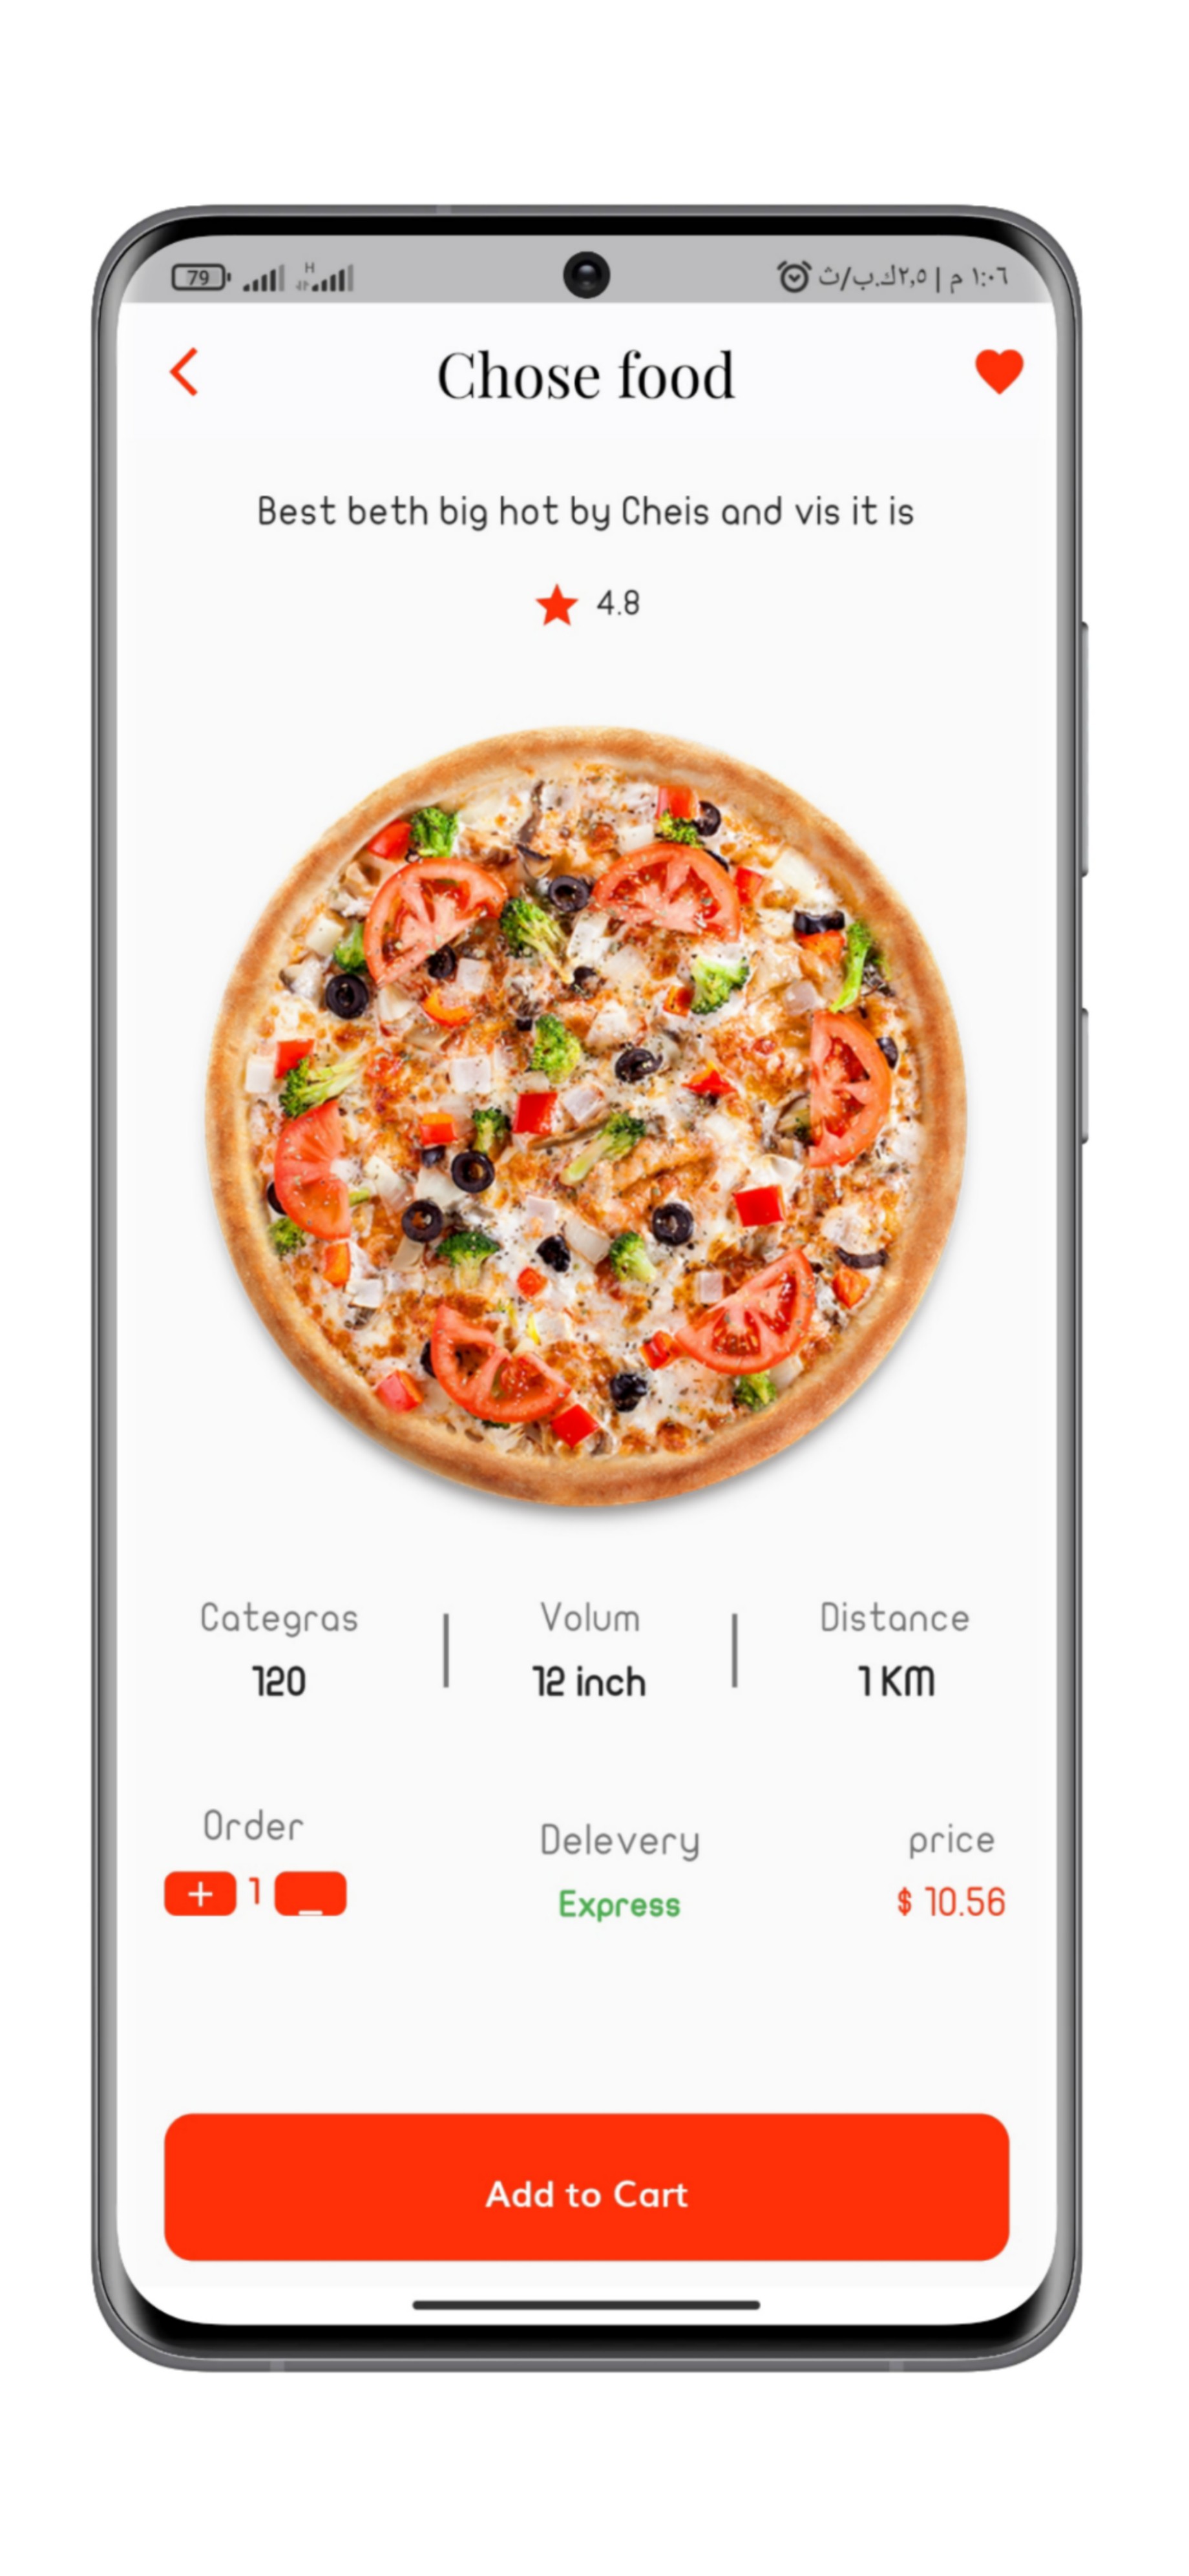 79 H ١:٠٦ م | ٢,٥ك.ب/ث
Chose food
Best beth big hot by Cheis and vis it is
4.8
Categras Volum Distance
120 12 inch 1 KM
Order Delevery price
+ 1 _ Express $ 10.56
Add to Cart